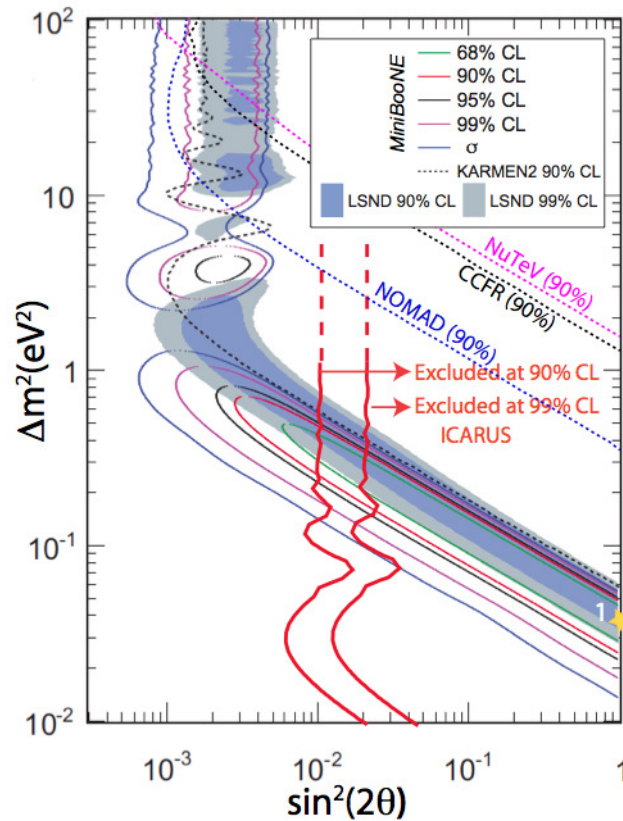 10²
10
1
10⁻¹
10⁻²
Δm²(eV²)
MiniBooNE
68% CL
90% CL
95% CL
99% CL
σ
KARMEN2 90% CL
LSND 90% CL
LSND 99% CL
NuTeV (90%)
CCFR (90%)
NOMAD (90%)
Excluded at 90% CL
Excluded at 99% CL
ICARUS
1
10⁻³
10⁻²
10⁻¹
1
sin²(2θ)